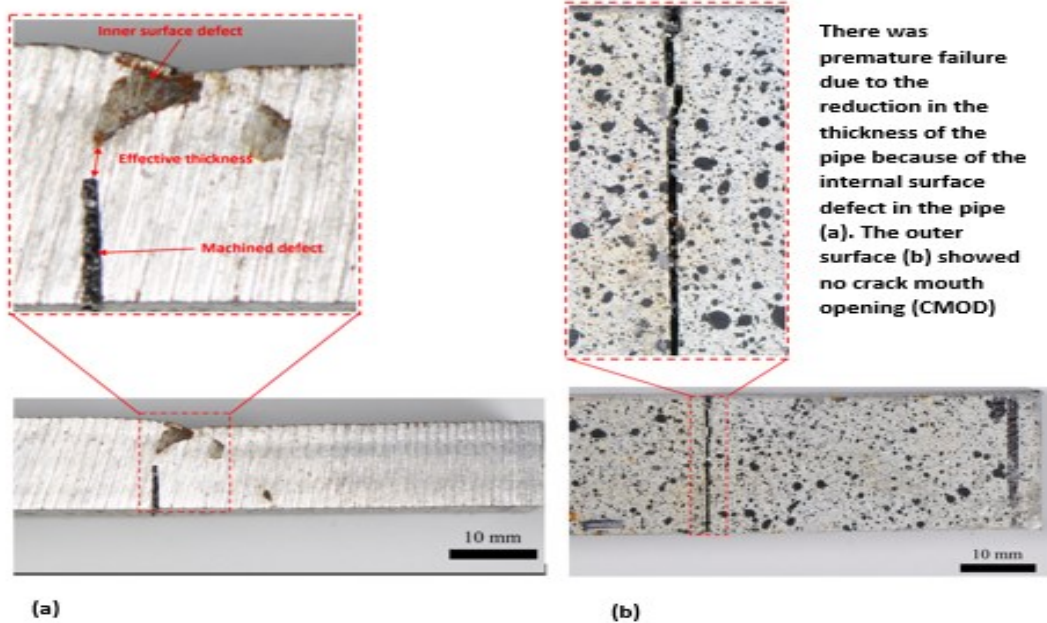 Inner surface defect
Effective thickness
Machined defect
There was
premature failure
due to the
reduction in the
thickness of the
pipe because of the
internal surface
defect in the pipe
(a). The outer
surface (b) showed
no crack mouth
opening (CMOD)
10 mm
10 mm
(a)
(b)